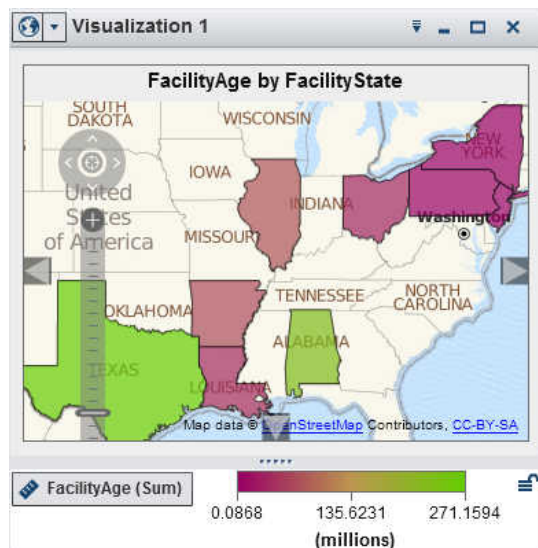 Visualization 1
FacilityAge by FacilityState
SOUTH
DAKOTA
WISCONSIN
NEW
YORK
IOWA
United
States
of America
INDIANA
MISSOUR
Washington
OKLAHOMA
TENNESSEE
NORTH
CAROLINA
TEXAS
ALABAMA
LOUISIANA
Map data © OpenStreetMap Contributors, CC-BY-SA
FacilityAge (Sum)
0.0868 135.6231 271.1594
(millions)